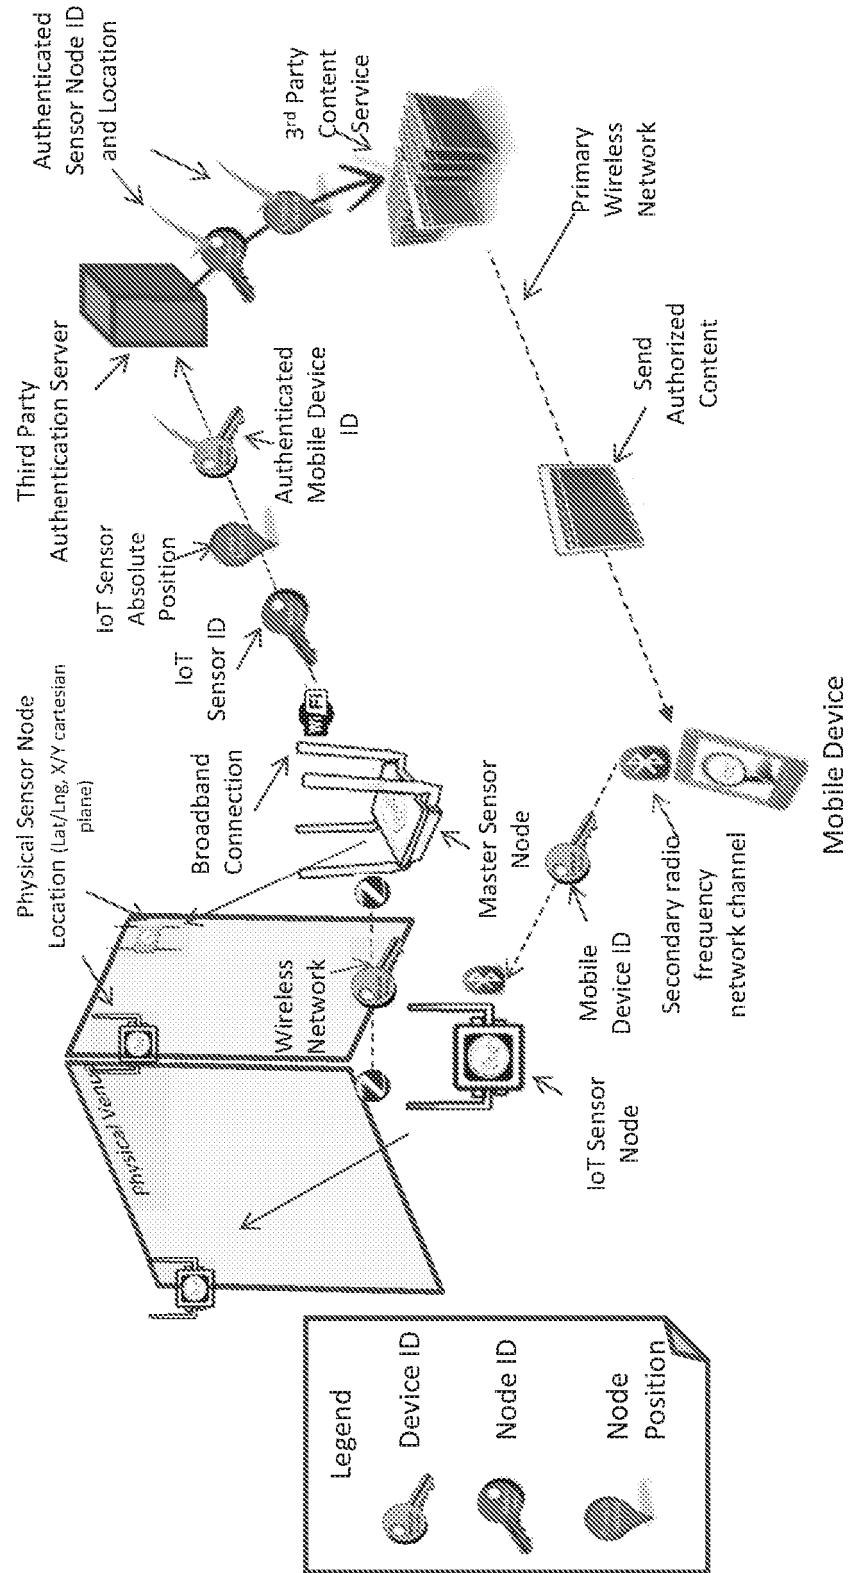 Physical Sensor Node
Location (Lat/Lng, X/Y cartesian
plane)
Physical Venu
Third Party
Authentication Server
Authenticated
Sensor Node ID
and Location
IoT Sensor
Absolute
Position
IoT
Sensor ID
Broadband
Connection
Wi Fi
Authenticated
Mobile Device
ID
3rd Party
Content
Service
Wireless
Network
Master Sensor
Node
IoT Sensor
Node
Mobile
Device ID
Secondary radio
frequency
network channel
Send
Authorized
Content
Primary
Wireless
Network
Mobile Device
Legend
Device ID
Node ID
Node
Position